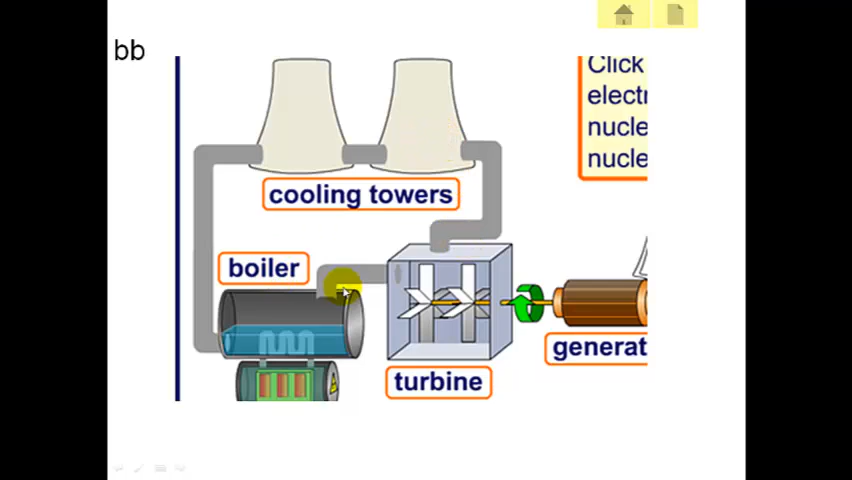 bb
Click
electr
nucle
nucle
cooling towers
boiler
generat
turbine